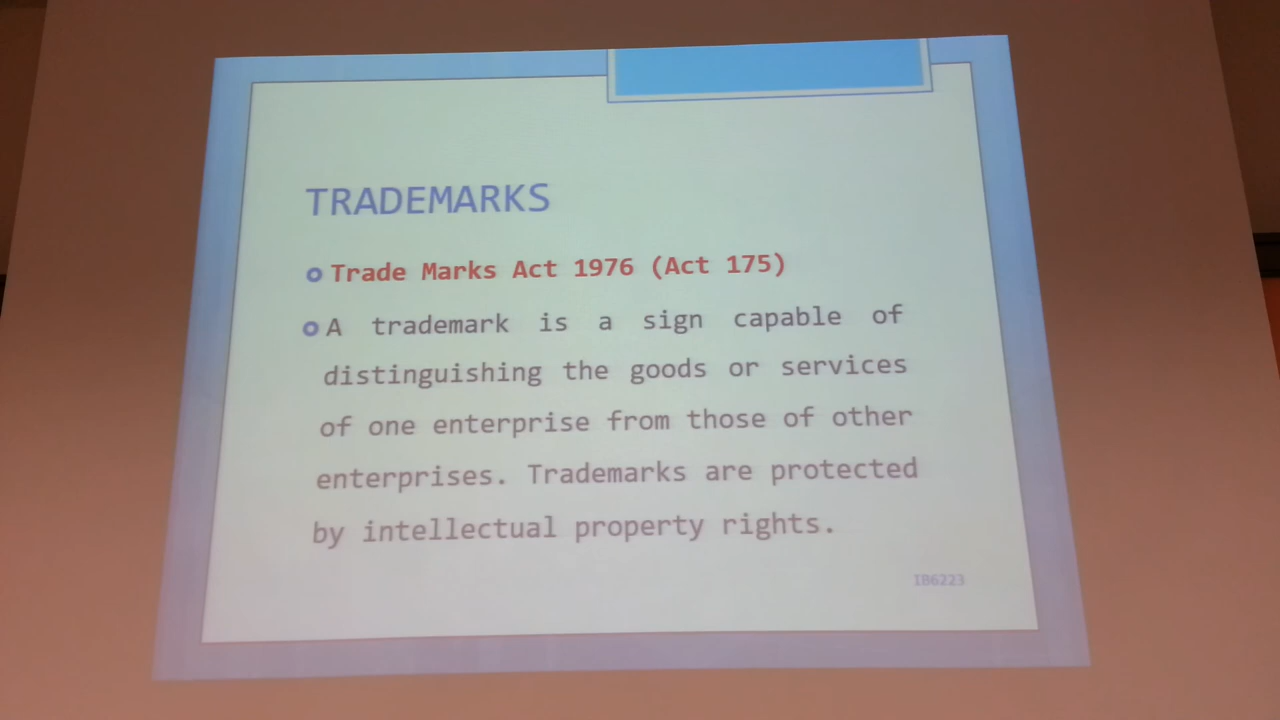 TRADEMARKS
Trade Marks Act 1976 (Act 175)
A trademark is a sign capable of
distinguishing the goods or services
of one enterprise from those of other
enterprises. Trademarks are protected
by intellectual property rights.
IB6223